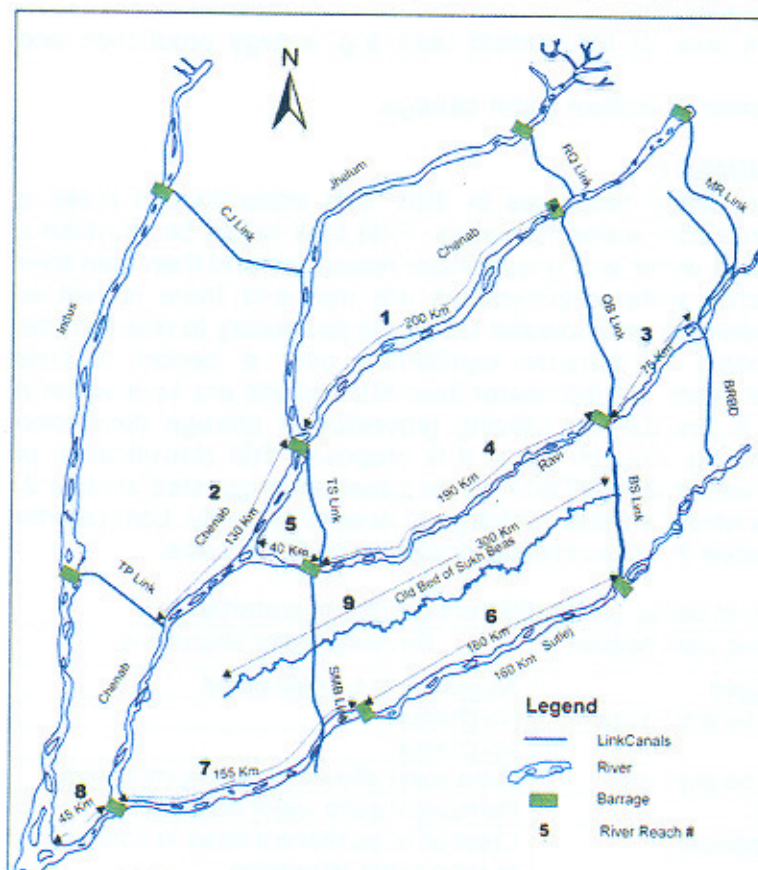 N
RQ Link
MR Link
Jhelum
CJ Link
Chenab
Indus
1
200 Km
QB Link
3
75 Km
BRBD
2
4
Chenab
130 Km
TS Link
Ravi
190 Km
5
40 Km
BS Link
300 Km
Old Bed of Sukh Beas
TP Link
9
6
160 Km
160 Km Sutlej
Chenab
SMB Link
Legend
LinkCanals
River
Barrage
5 River Reach #
7
155 Km
8
45 Km